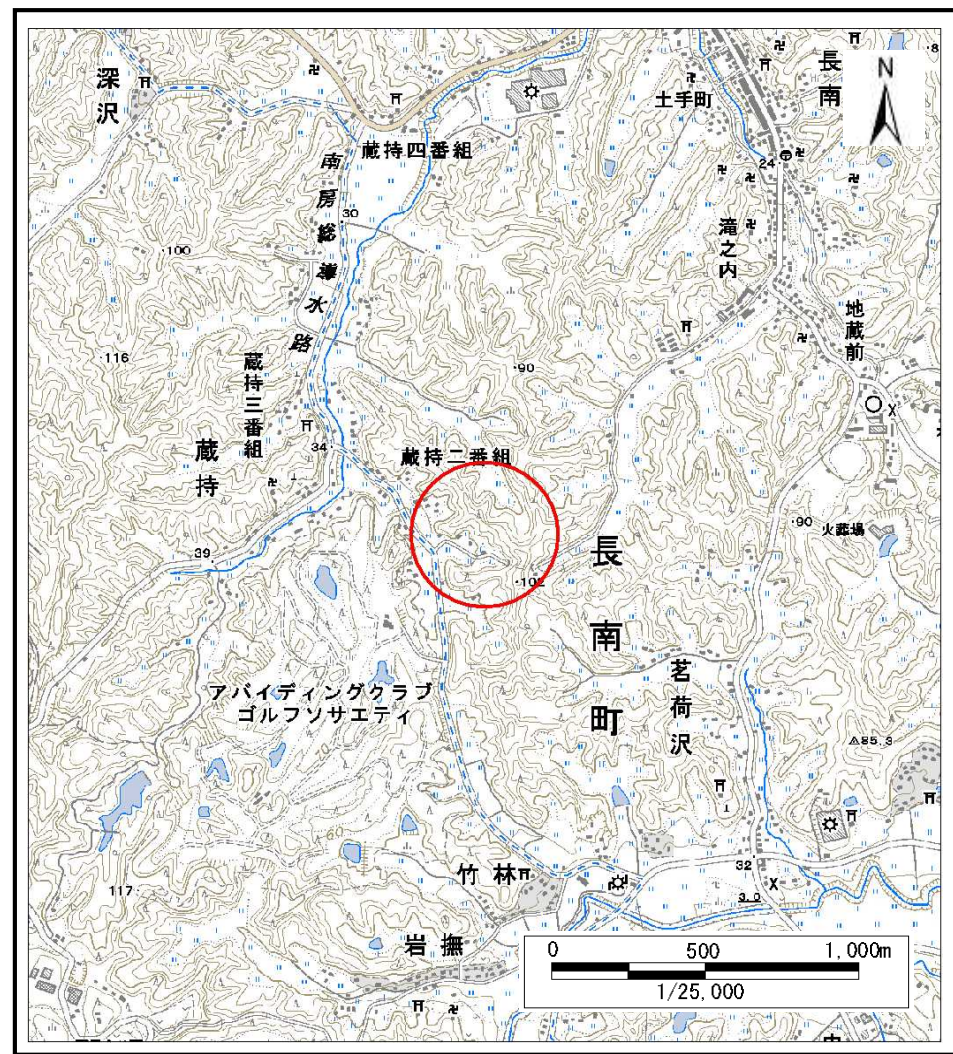 深沢
長南
N
土手町
24
蔵持四番組
南房総導水路
30
滝之内
・100
地蔵前
・116
・90
蔵持三番組
34
蔵持二番組
蔵持
・90
火葬場
39
・102
長南町
茗荷沢
アバイディングクラブ
ゴルフソサエティ
85.3
60
竹林
32
117・
3.0
岩撫
0 500 1,000m
1/25,000